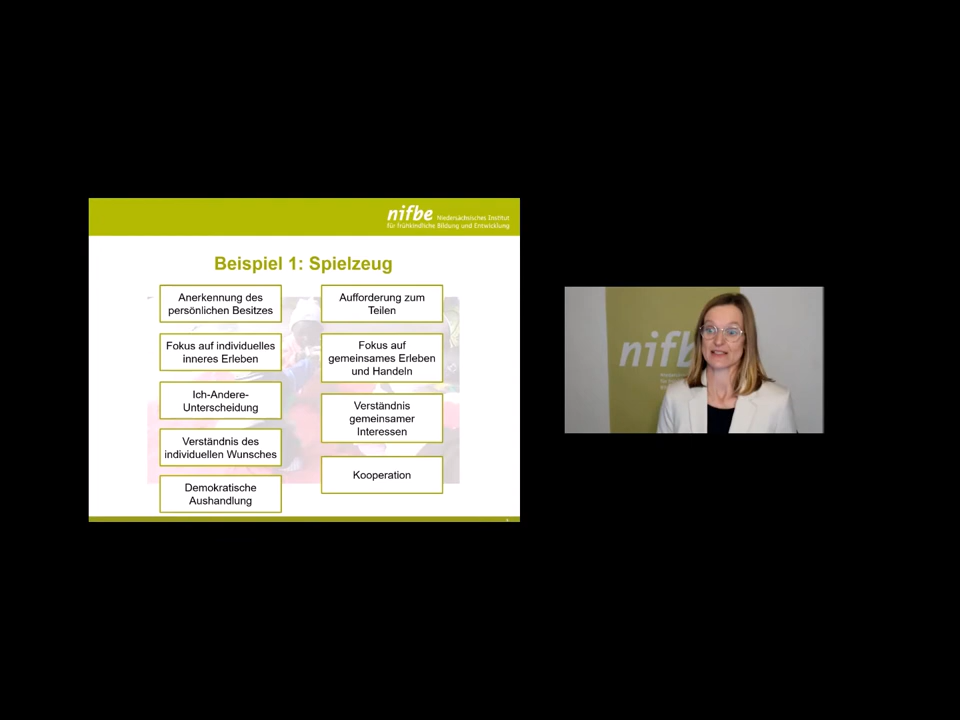 nifbe Niedersächsisches Institut
für frühkindliche Bildung und Entwicklung
Beispiel 1: Spielzeug
Anerkennung des
persönlichen Besitzes
Fokus auf individuelles
inneres Erleben
Ich-Andere-
Unterscheidung
Verständnis des
individuellen Wunsches
Demokratische
Aushandlung
Aufforderung zum
Teilen
Fokus auf
gemeinsames Erleben
und Handeln
Verständnis
gemeinsamer
Interessen
Kooperation